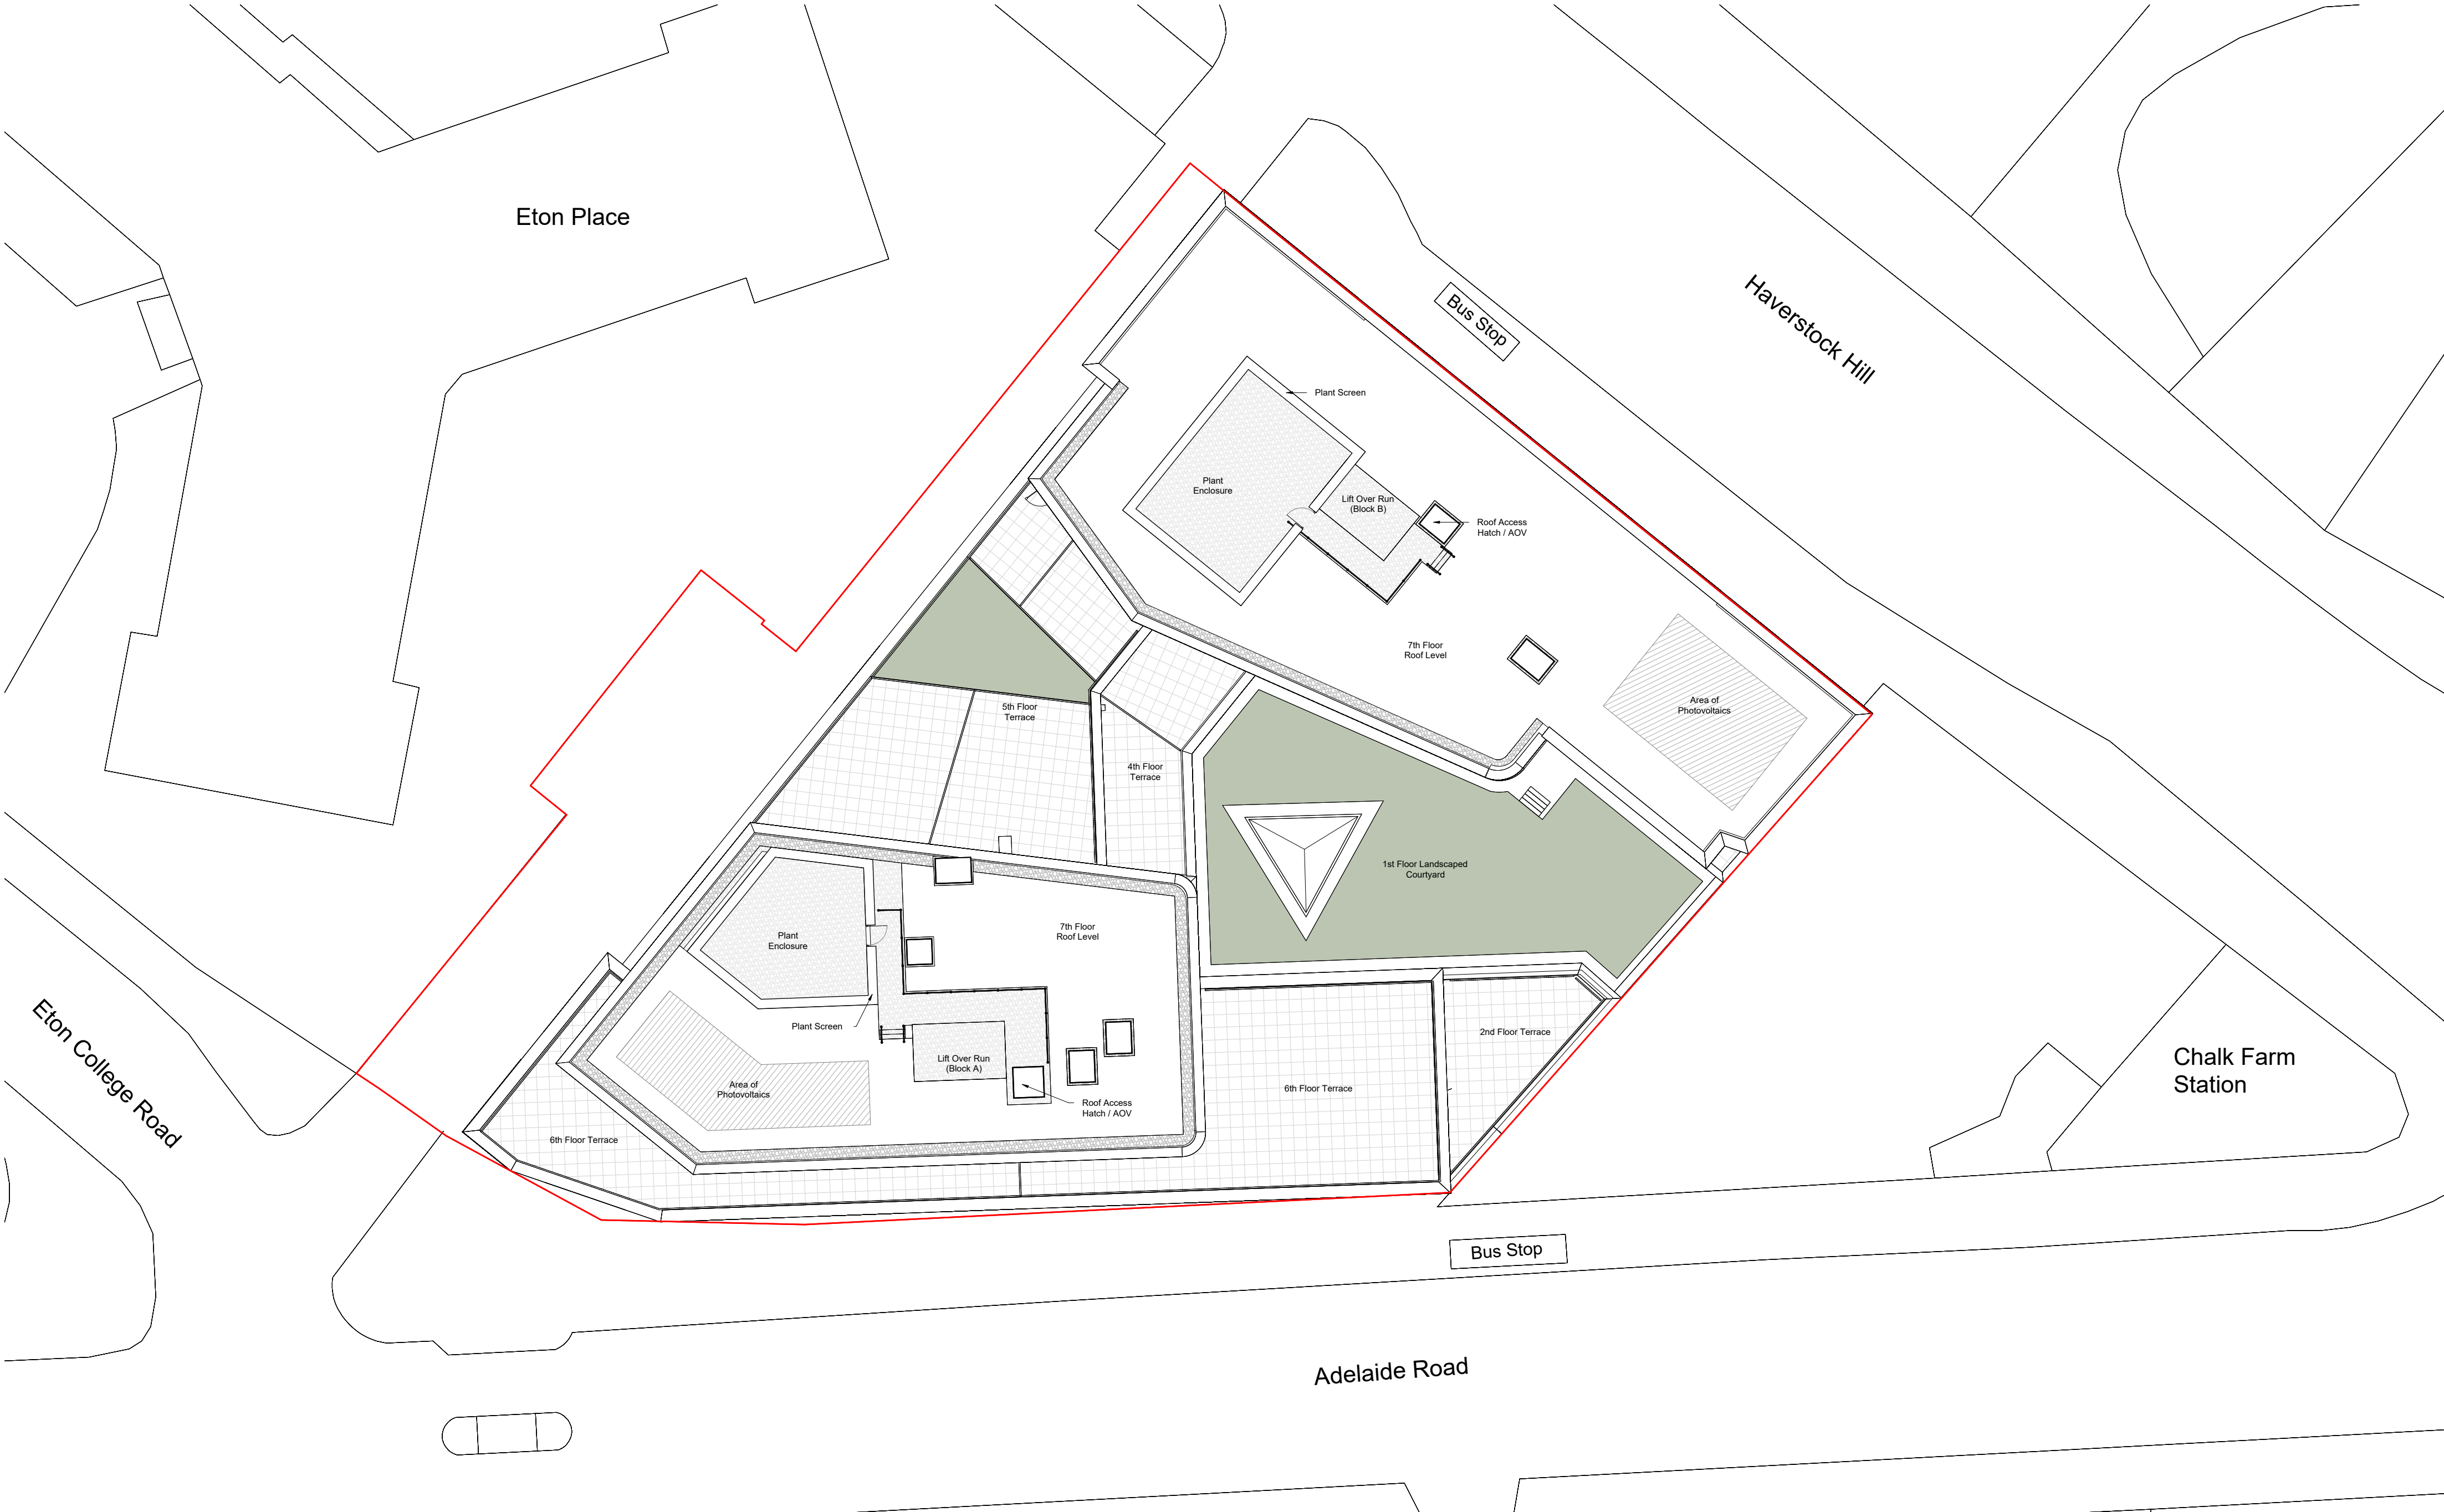 Eton Place
Bus Stop
Haverstock Hill
Plant Screen
Plant
Enclosure
Lift Over Run
(Block B)
Roof Access
Hatch / AOV
7th Floor
Roof Level
Area of
Photovoltaics
5th Floor
Terrace
4th Floor
Terrace
1st Floor Landscaped
Courtyard
Plant
Enclosure
7th Floor
Roof Level
Plant Screen
2nd Floor Terrace
Lift Over Run
(Block A)
Area of
Photovoltaics
6th Floor Terrace
Roof Access
Hatch / AOV
6th Floor Terrace
Eton College Road
Chalk Farm
Station
Bus Stop
Adelaide Road